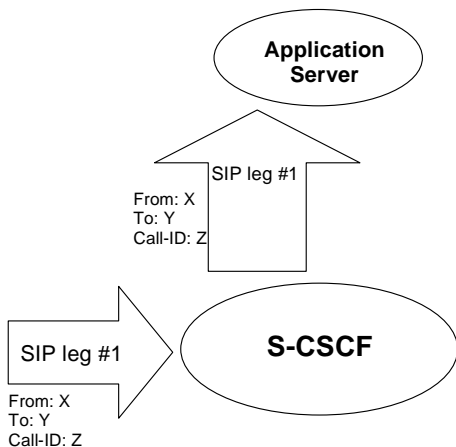 Application
Server
SIP leg #1
From: X
To: Y
Call-ID: Z
S-CSCF
SIP leg #1
From: X
To: Y
Call-ID: Z